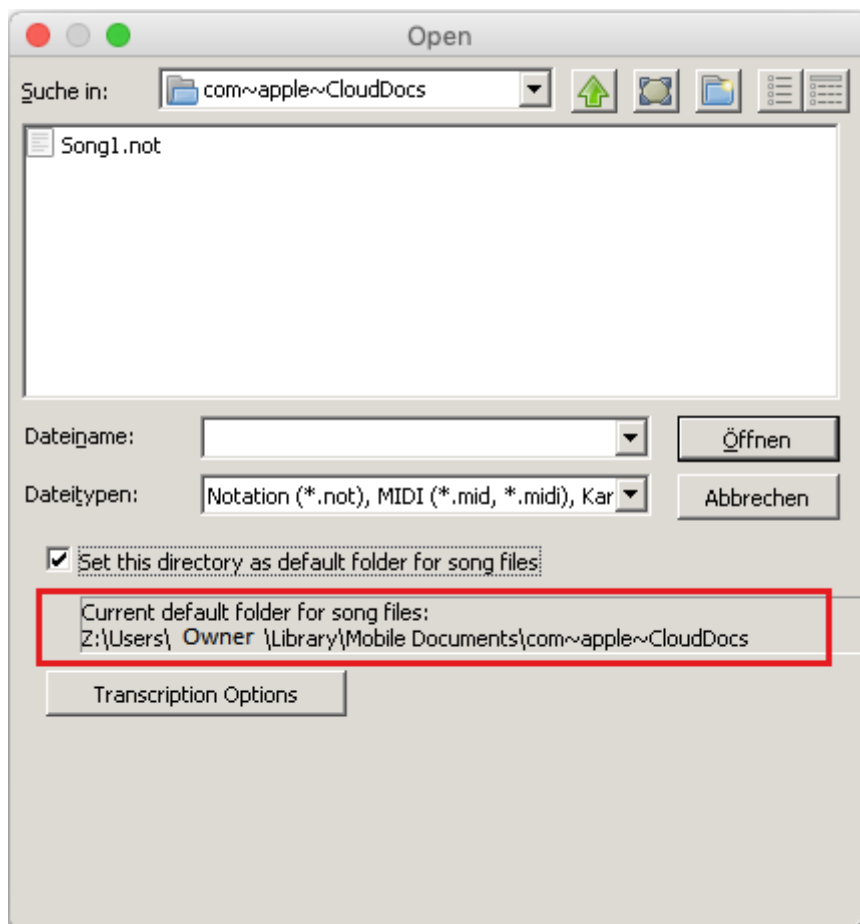 Open
Suche in: com~apple~CloudDocs
Song1.not
Dateiname:
Öffnen
Dateitypen: Notation (*.not), MIDI (*.mid, *.midi), Kar
Abbrechen
Set this directory as default folder for song files
Current default folder for song files:
Z:\Users\ Owner \Library\Mobile Documents\com~apple~CloudDocs
Transcription Options